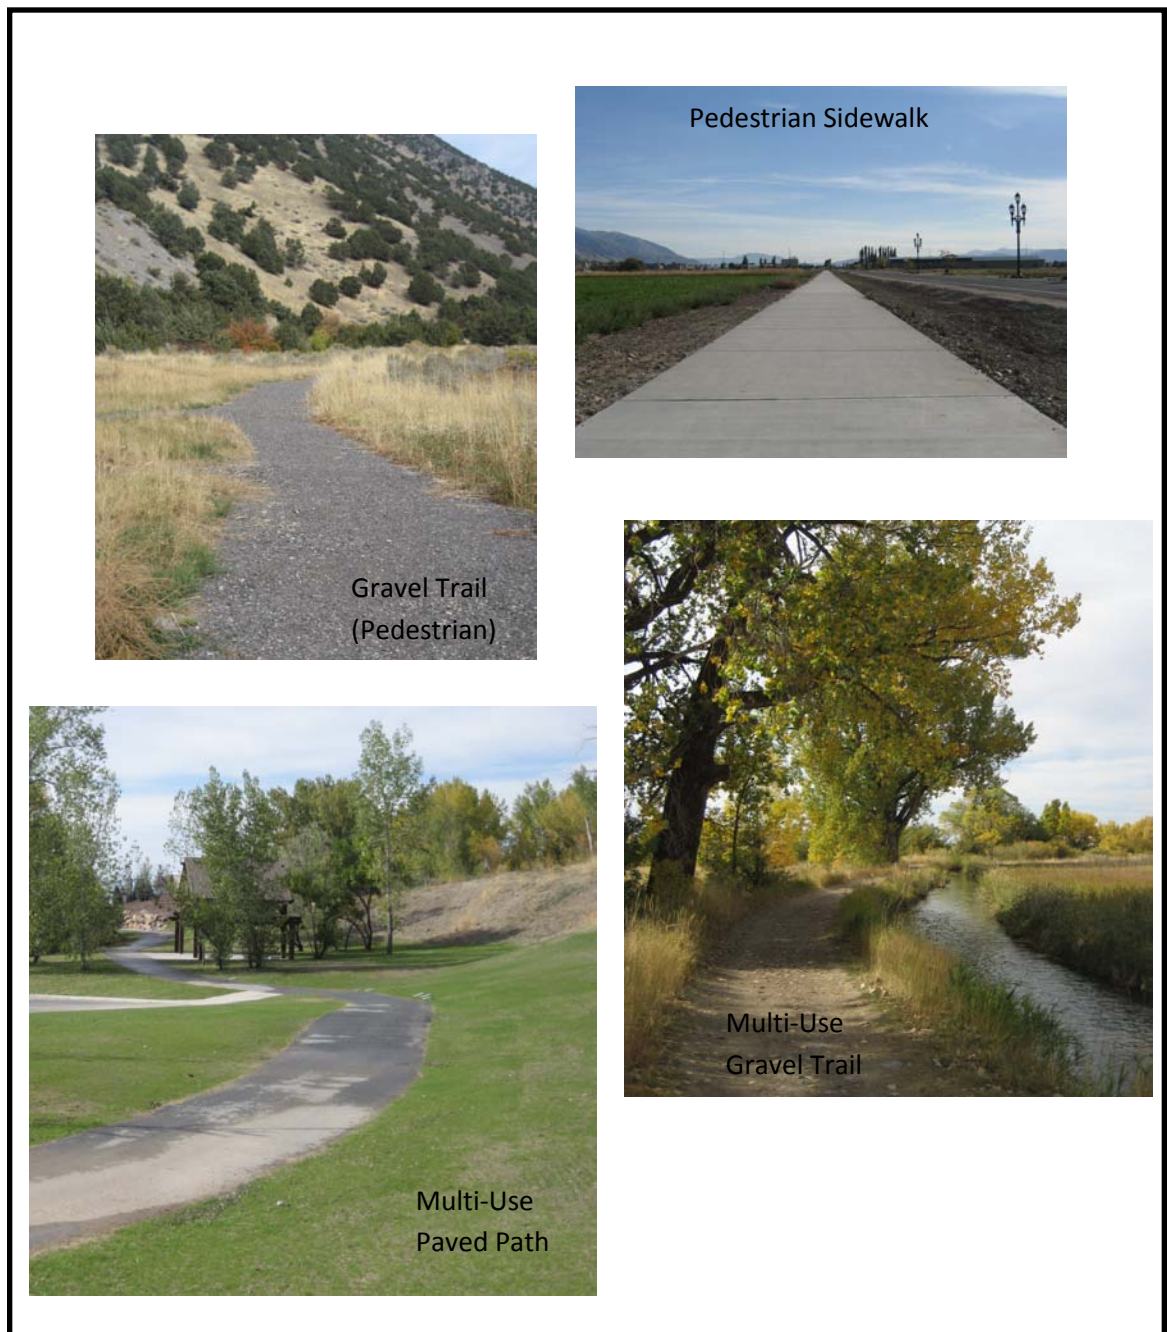 Pedestrian Sidewalk
Gravel Trail
(Pedestrian)
Multi-Use
Gravel Trail
Multi-Use
Paved Path